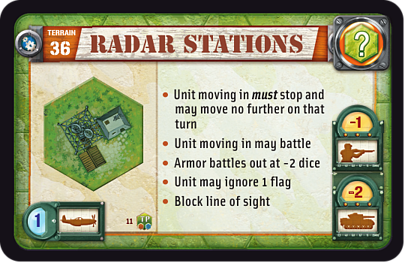 TERRAIN
36
RADAR STATIONS
?
• Unit moving in must stop and
may move no further on that
turn
• Unit moving in may battle
• Armor battles out at -2 dice
• Unit may ignore 1 flag
• Block line of sight
-1
-2
1
11